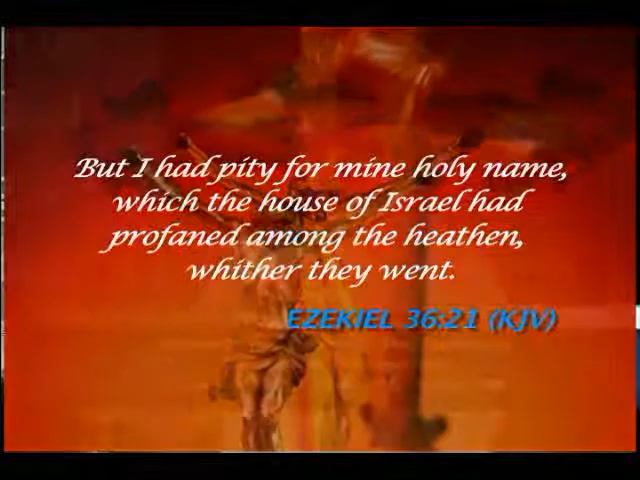 But I had pity for mine holy name,
which the house of Israel had
profaned among the heathen,
whither they went.
EZEKIEL 36:21 (KJV)